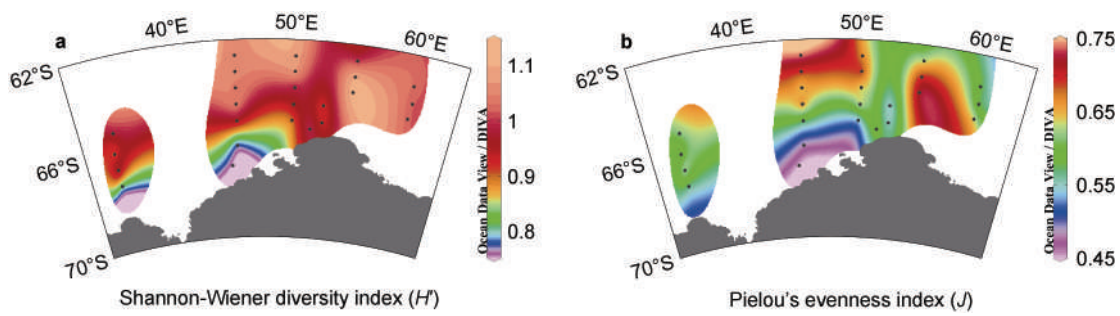 a
40°E
50°E
60°E
62°S
66°S
70°S
1.1
1
0.9
0.8
Ocean Data View / DIVA
Shannon-Wiener diversity index (H')
b
40°E
50°E
60°E
62°S
66°S
70°S
0.75
0.65
0.55
0.45
Ocean Data View / DIVA
Pielou's evenness index (J)